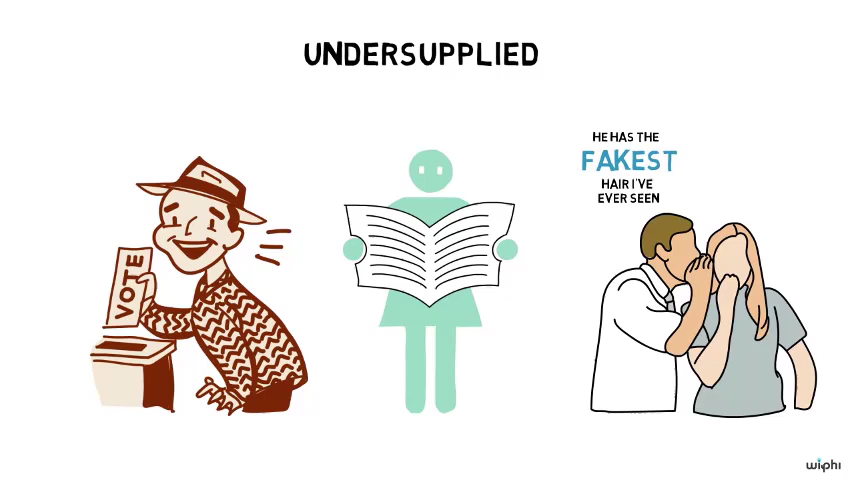 UNDERSUPPLIED
HE HAS THE
FAKEST
HAIR I'VE
EVER SEEN
VOTE
wiphi